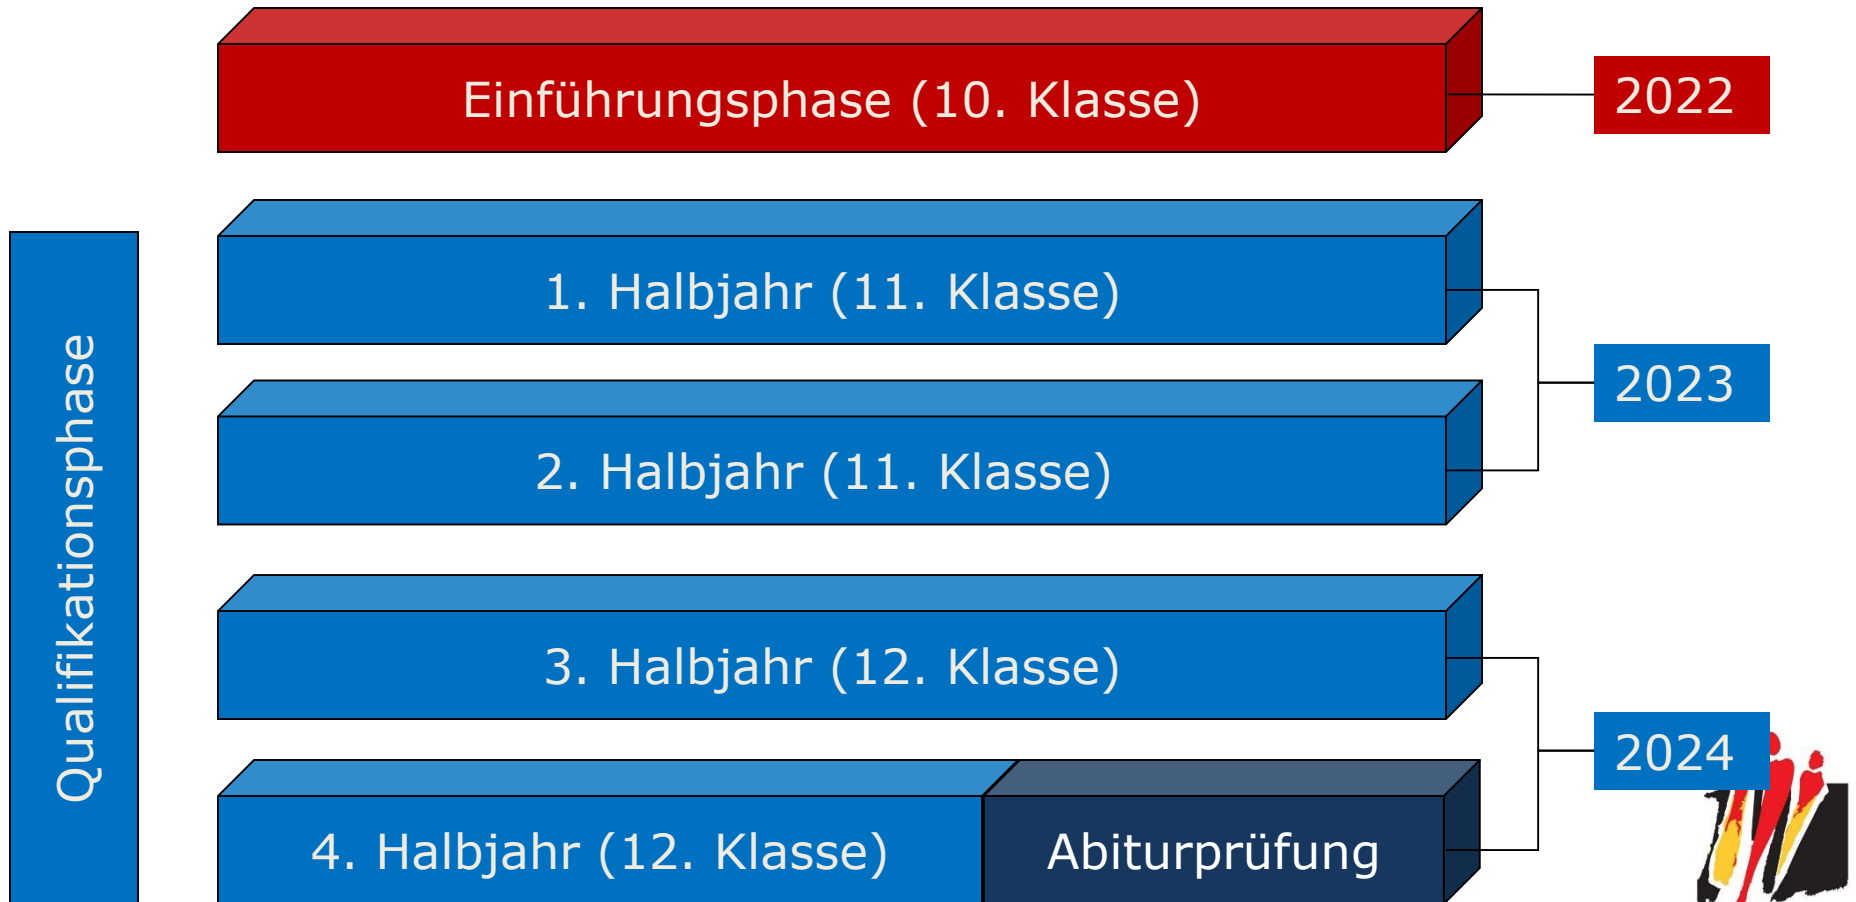 Einführungsphase (10. Klasse)
2022
Qualifikationsphase
1. Halbjahr (11. Klasse)
2. Halbjahr (11. Klasse)
2023
3. Halbjahr (12. Klasse)
4. Halbjahr (12. Klasse)
Abiturprüfung
2024